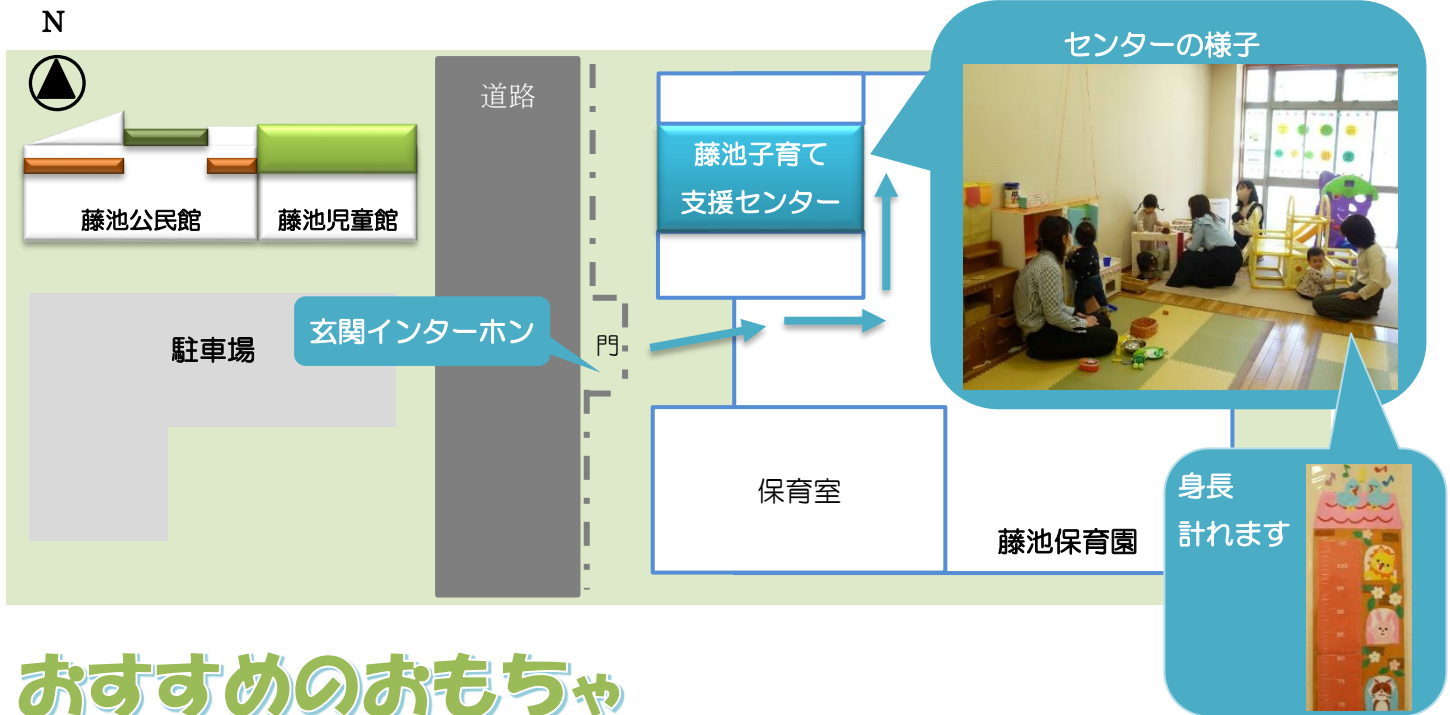 N
センターの様子
道路
藤池子育て
支援センター
藤池公民館
藤池児童館
玄関インターホン
駐車場
門
保育室
身長
計れます
藤池保育園
おすすめのおもちゃ